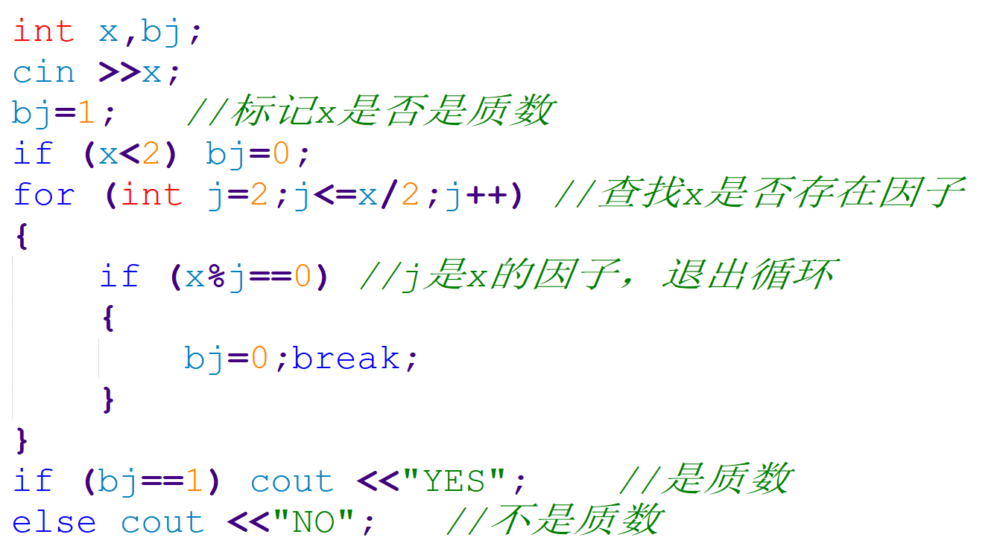 int x,bj;
cin >>x;
bj=1;   //标记x是否是质数
if (x<2) bj=0;
for (int j=2;j<=x/2;j++) //查找x是否存在因子
{
    if (x%j==0) //j是x的因子，退出循环
    {
        bj=0;break;
    }
}
if (bj==1) cout <<"YES";    //是质数
else cout <<"NO";   //不是质数